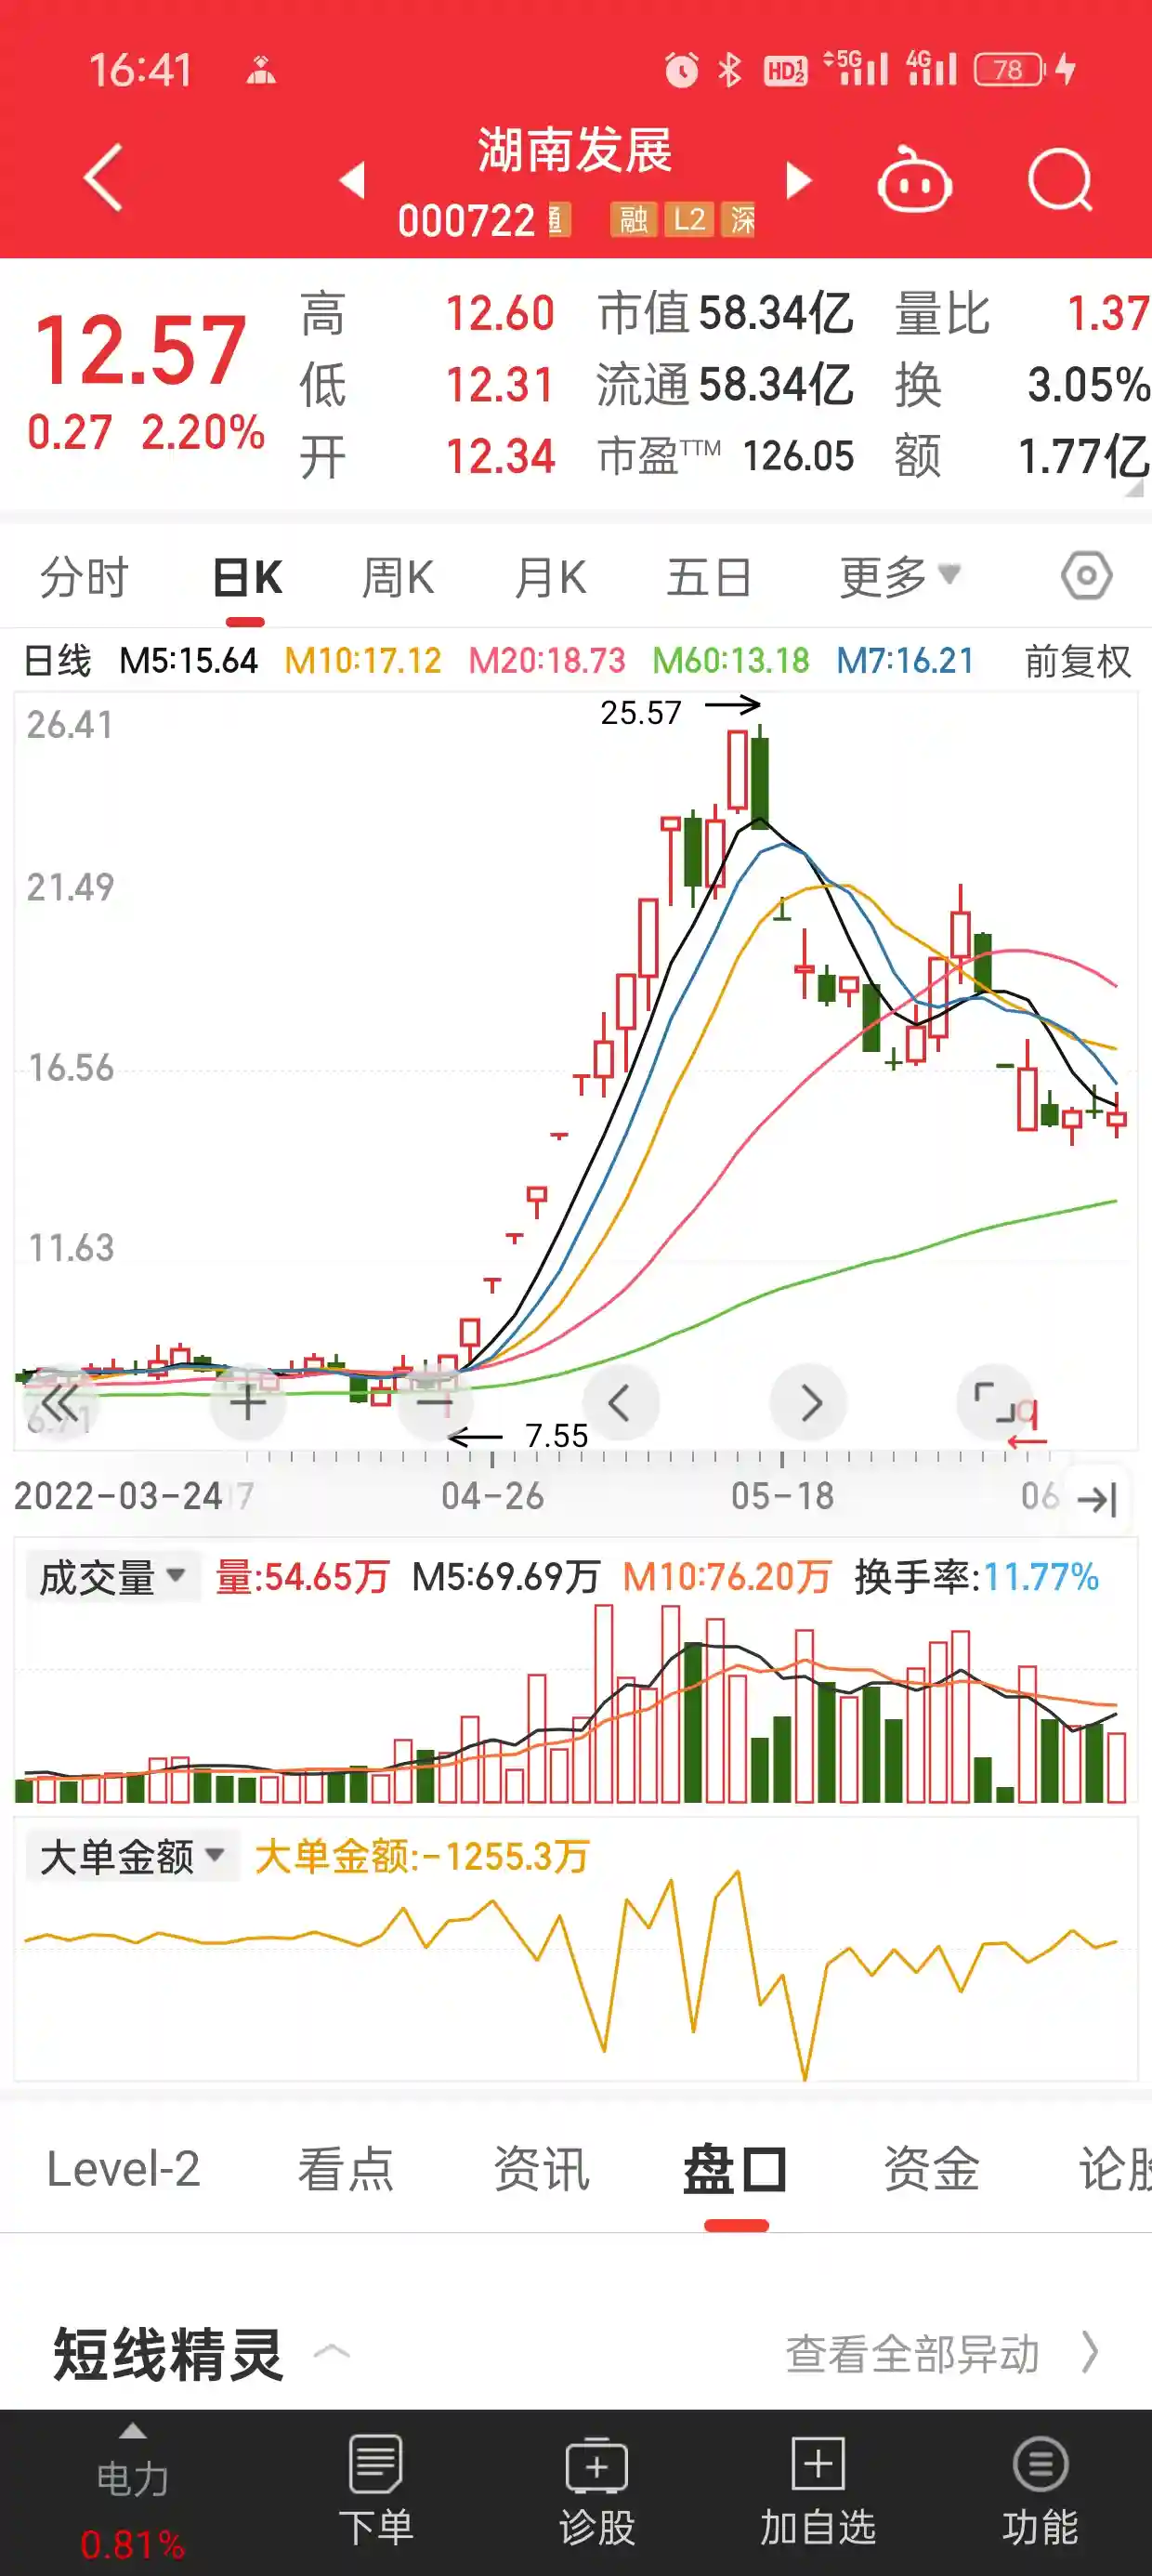 16:41 HD1 2 5G 4G 78
湖南发展
000722 通 融 L2 深
12.57 高 12.60 市值 58.34亿 量比 1.37
0.27 2.20% 低 12.31 流通 58.34亿 换 3.05%
开 12.34 市盈TTM 126.05 额 1.77亿
分时 日K 周K 月K 五日 更多
日线 M5:15.64 M10:17.12 M20:18.73 M60:13.18 M7:16.21 前复权
26.41
25.57
21.49
16.56
11.63
6.71
7.55
2022-03-24 04-26 05-18 06
成交量 量:54.65万 M5:69.69万 M10:76.20万 换手率:11.77%
大单金额 大单金额:-1255.3万
Level-2 看点 资讯 盘口 资金 论股
短线精灵 查看全部异动
电力 下单 诊股 加自选 功能
0.81%